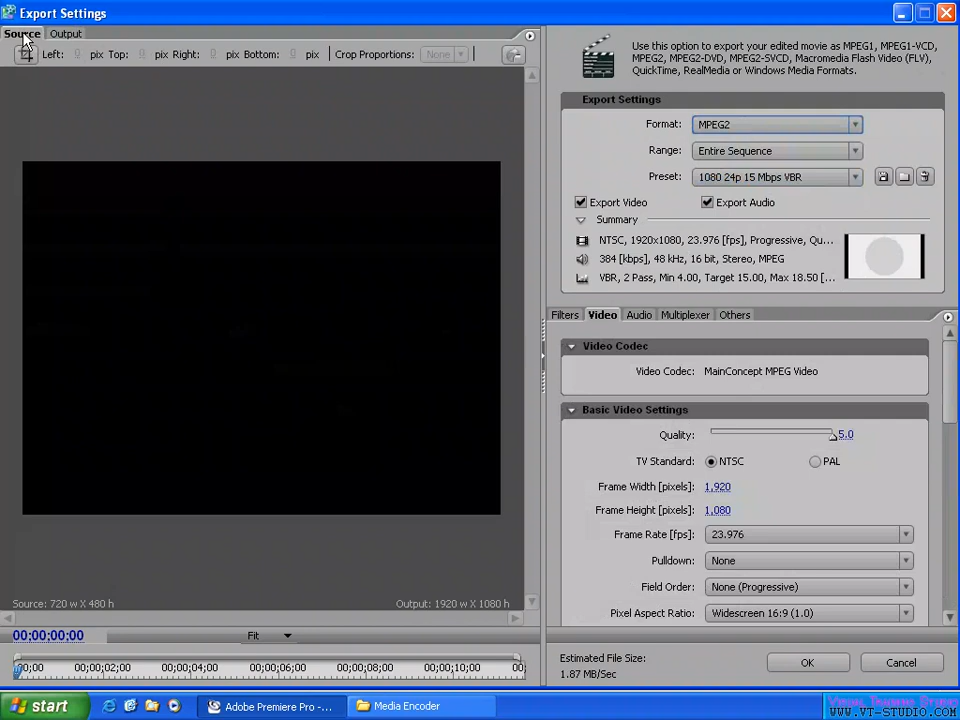 Export Settings
Source Output
Left: 0 pix Top: 0 pix Right: 0 pix Bottom: 0 pix Crop Proportions: None
Use this option to export your edited movie as MPEG1, MPEG1-VCD,
MPEG2, MPEG2-DVD, MPEG2-SVCD, Macromedia Flash Video (FLV),
QuickTime, RealMedia or Windows Media Formats.
Export Settings
Format: MPEG2
Range: Entire Sequence
Preset: 1080 24p 15 Mbps VBR
Export Video Export Audio
Summary
NTSC, 1920x1080, 23.976 [fps], Progressive, Qu...
384 [kbps], 48 kHz, 16 bit, Stereo, MPEG
VBR, 2 Pass, Min 4.00, Target 15.00, Max 18.50 [...
Filters Video Audio Multiplexer Others
Video Codec
Video Codec: MainConcept MPEG Video
Basic Video Settings
Quality: 5.0
TV Standard: NTSC PAL
Frame Width [pixels]: 1,920
Frame Height [pixels]: 1,080
Frame Rate [fps]: 23.976
Pulldown: None
Field Order: None (Progressive)
Pixel Aspect Ratio: Widescreen 16:9 (1.0)
Source: 720 w X 480 h Output: 1920 w X 1080 h
00;00;00;00 Fit
00;00 00;00;02;00 00;00;04;00 00;00;06;00 00;00;08;00 00;00;10;00 00;
Estimated File Size:
1.87 MB/Sec
OK Cancel
start Adobe Premiere Pro -... Media Encoder
Visual Training Studio
WWW.VT-STUDIO.COM